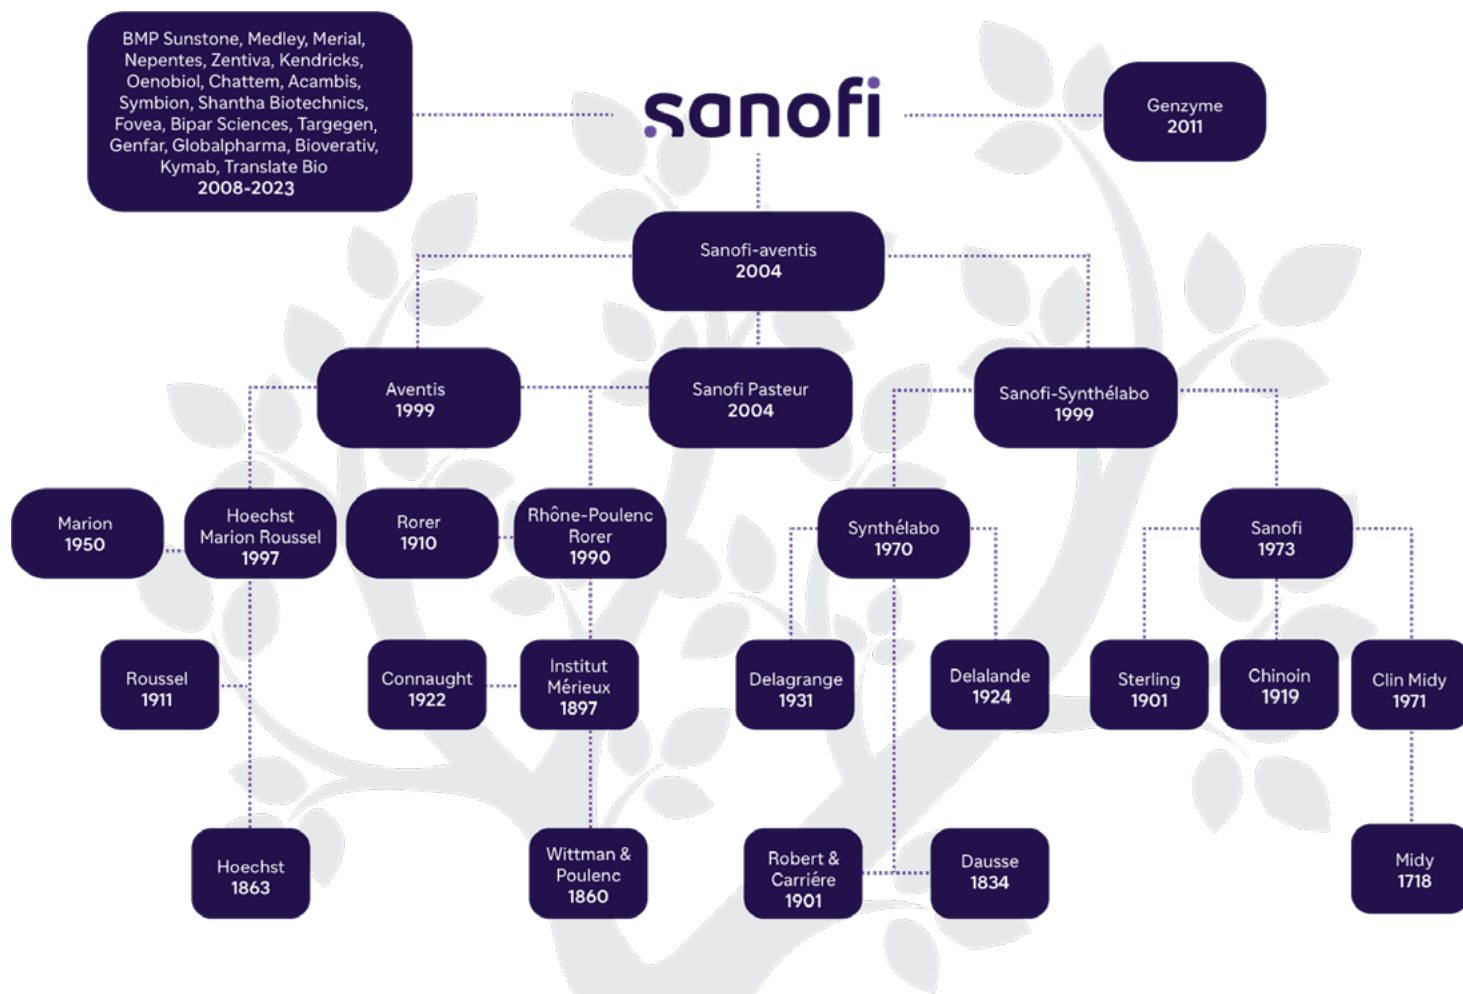 BMP Sunstone, Medley, Merial,
Nepentes, Zentiva, Kendricks,
Oenobiol, Chattem, Acambis,
Symbion, Shantha Biotechnics,
Fovea, Bipar Sciences, Targegen,
Genfar, Globalpharma, Bioverativ,
Kymab, Translate Bio
2008-2023
sanofi
Genzyme
2011
Sanofi-aventis
2004
Aventis
1999
Sanofi Pasteur
2004
Sanofi-Synthélabo
1999
Marion
1950
Hoechst
Marion Roussel
1997
Rorer
1910
Rhône-Poulenc
Rorer
1990
Synthélabo
1970
Sanofi
1973
Roussel
1911
Connaught
1922
Institut
Mérieux
1897
Delagrange
1931
Delalande
1924
Sterling
1901
Chinoin
1919
Clin Midy
1971
Hoechst
1863
Wittman &
Poulenc
1860
Robert &
Carriére
1901
Dausse
1834
Midy
1718